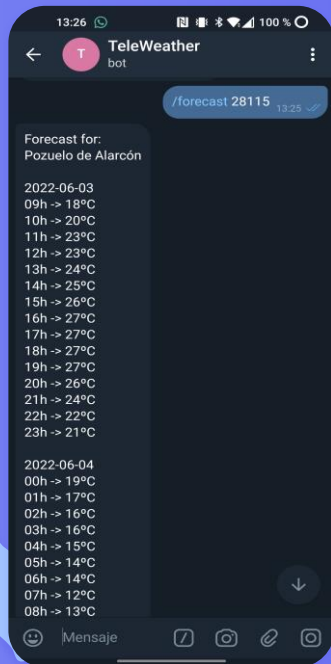 13:26
100 %
T
TeleWeather
bot
/forecast 28115
13:25
Forecast for:
Pozuelo de Alarcón
2022-06-03
09h -> 18ºC
10h -> 20ºC
11h -> 23ºC
12h -> 23ºC
13h -> 24ºC
14h -> 25ºC
15h -> 26ºC
16h -> 27ºC
17h -> 27ºC
18h -> 27ºC
19h -> 27ºC
20h -> 26ºC
21h -> 24ºC
22h -> 22ºC
23h -> 21ºC
2022-06-04
00h -> 19ºC
01h -> 17ºC
02h -> 16ºC
03h -> 16ºC
04h -> 15ºC
05h -> 14ºC
06h -> 14ºC
07h -> 12ºC
08h -> 13ºC
Mensaje